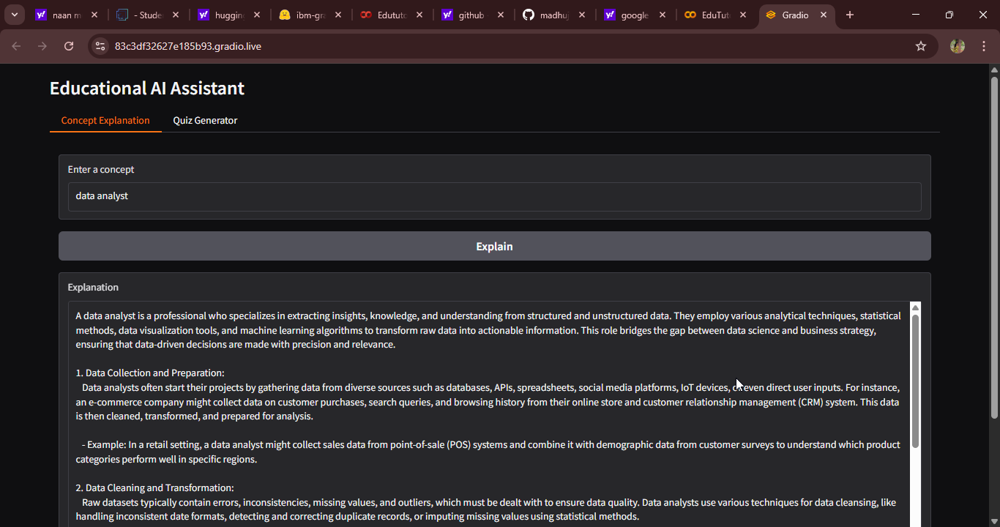 naan m
- Stude
huggin
ibm-gr
Edututo
github
madhuj
google
EduTut
Gradio
83c3df32627e185b93.gradio.live
Educational AI Assistant
Concept Explanation
Quiz Generator
Enter a concept
data analyst
Explain
Explanation
A data analyst is a professional who specializes in extracting insights, knowledge, and understanding from structured and unstructured data. They employ various analytical techniques, statistical
methods, data visualization tools, and machine learning algorithms to transform raw data into actionable information. This role bridges the gap between data science and business strategy,
ensuring that data-driven decisions are made with precision and relevance.
1. Data Collection and Preparation:
Data analysts often start their projects by gathering data from diverse sources such as databases, APIs, spreadsheets, social media platforms, IoT devices, or even direct user inputs. For instance,
an e-commerce company might collect data on customer purchases, search queries, and browsing history from their online store and customer relationship management (CRM) system. This data
is then cleaned, transformed, and prepared for analysis.
- Example: In a retail setting, a data analyst might collect sales data from point-of-sale (POS) systems and combine it with demographic data from customer surveys to understand which product
categories perform well in specific regions.
2. Data Cleaning and Transformation:
Raw datasets typically contain errors, inconsistencies, missing values, and outliers, which must be dealt with to ensure data quality. Data analysts use various techniques for data cleansing, like
handling inconsistent date formats, detecting and correcting duplicate records, or imputing missing values using statistical methods.